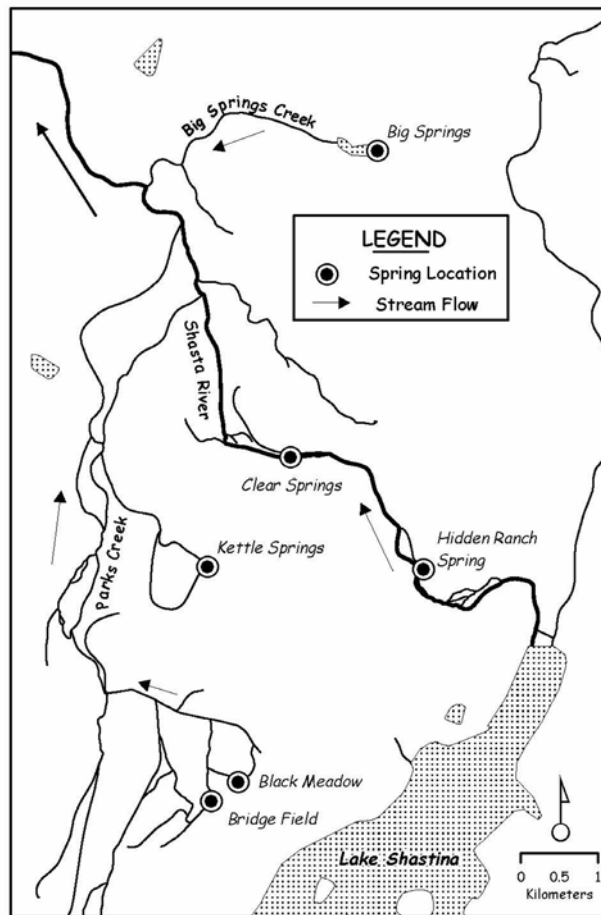 Big Springs Creek
Big Springs
LEGEND
Spring Location
Stream Flow
Shasta River
Clear Springs
Hidden Ranch
Spring
Kettle Springs
Parks Creek
Black Meadow
Bridge Field
Lake Shastina
0 0.5 1
Kilometers